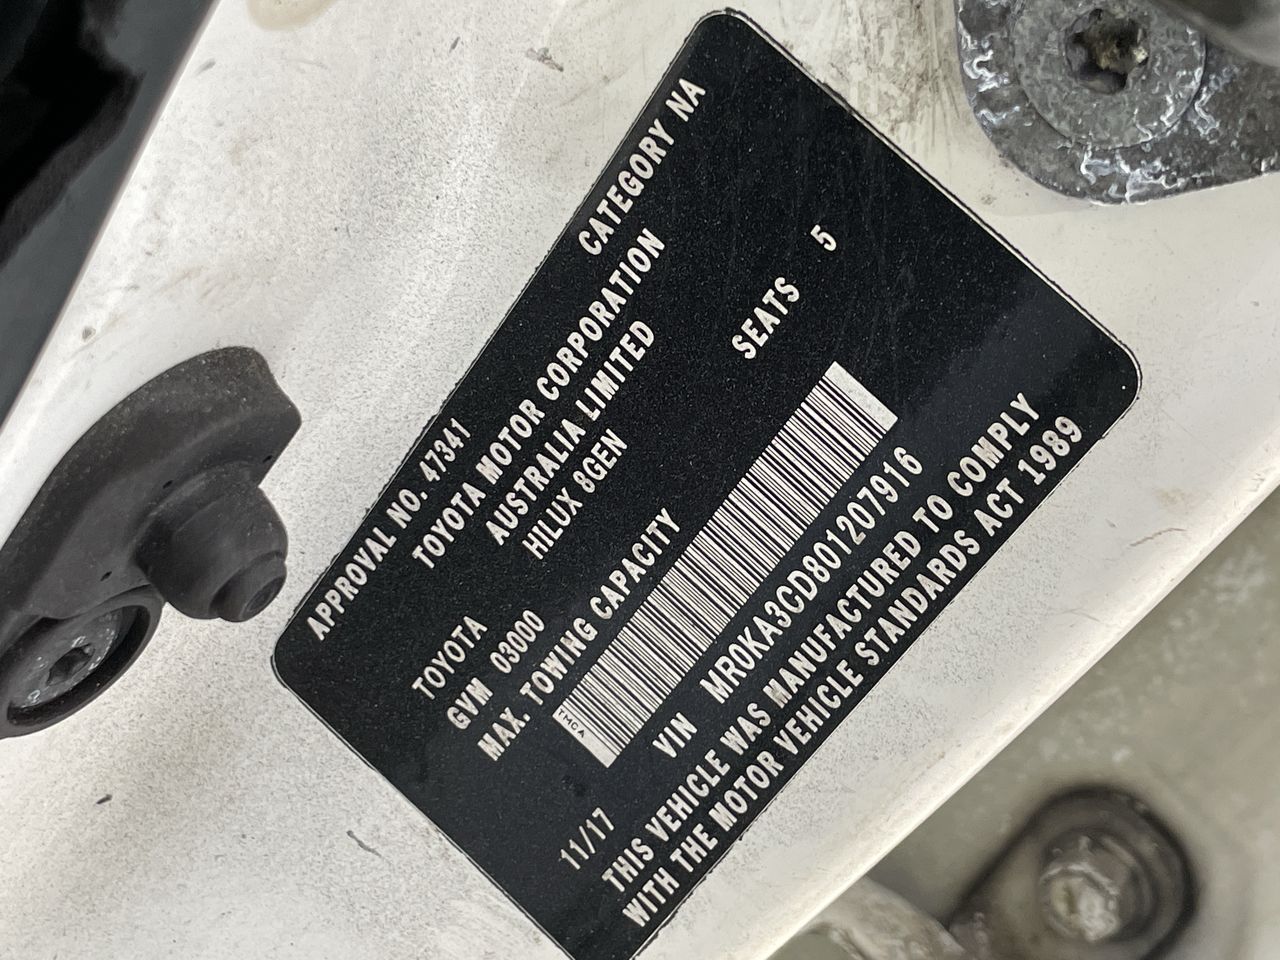 APPROVAL NO. 47341 CATEGORY NA
TOYOTA MOTOR CORPORATION
AUSTRALIA LIMITED
TOYOTA HILUX 8GEN
GVM 03000 SEATS 5
MAX. TOWING CAPACITY
TMCA
VIN MR0KA3CD801207916
11/17
THIS VEHICLE WAS MANUFACTURED TO COMPLY
WITH THE MOTOR VEHICLE STANDARDS ACT 1989